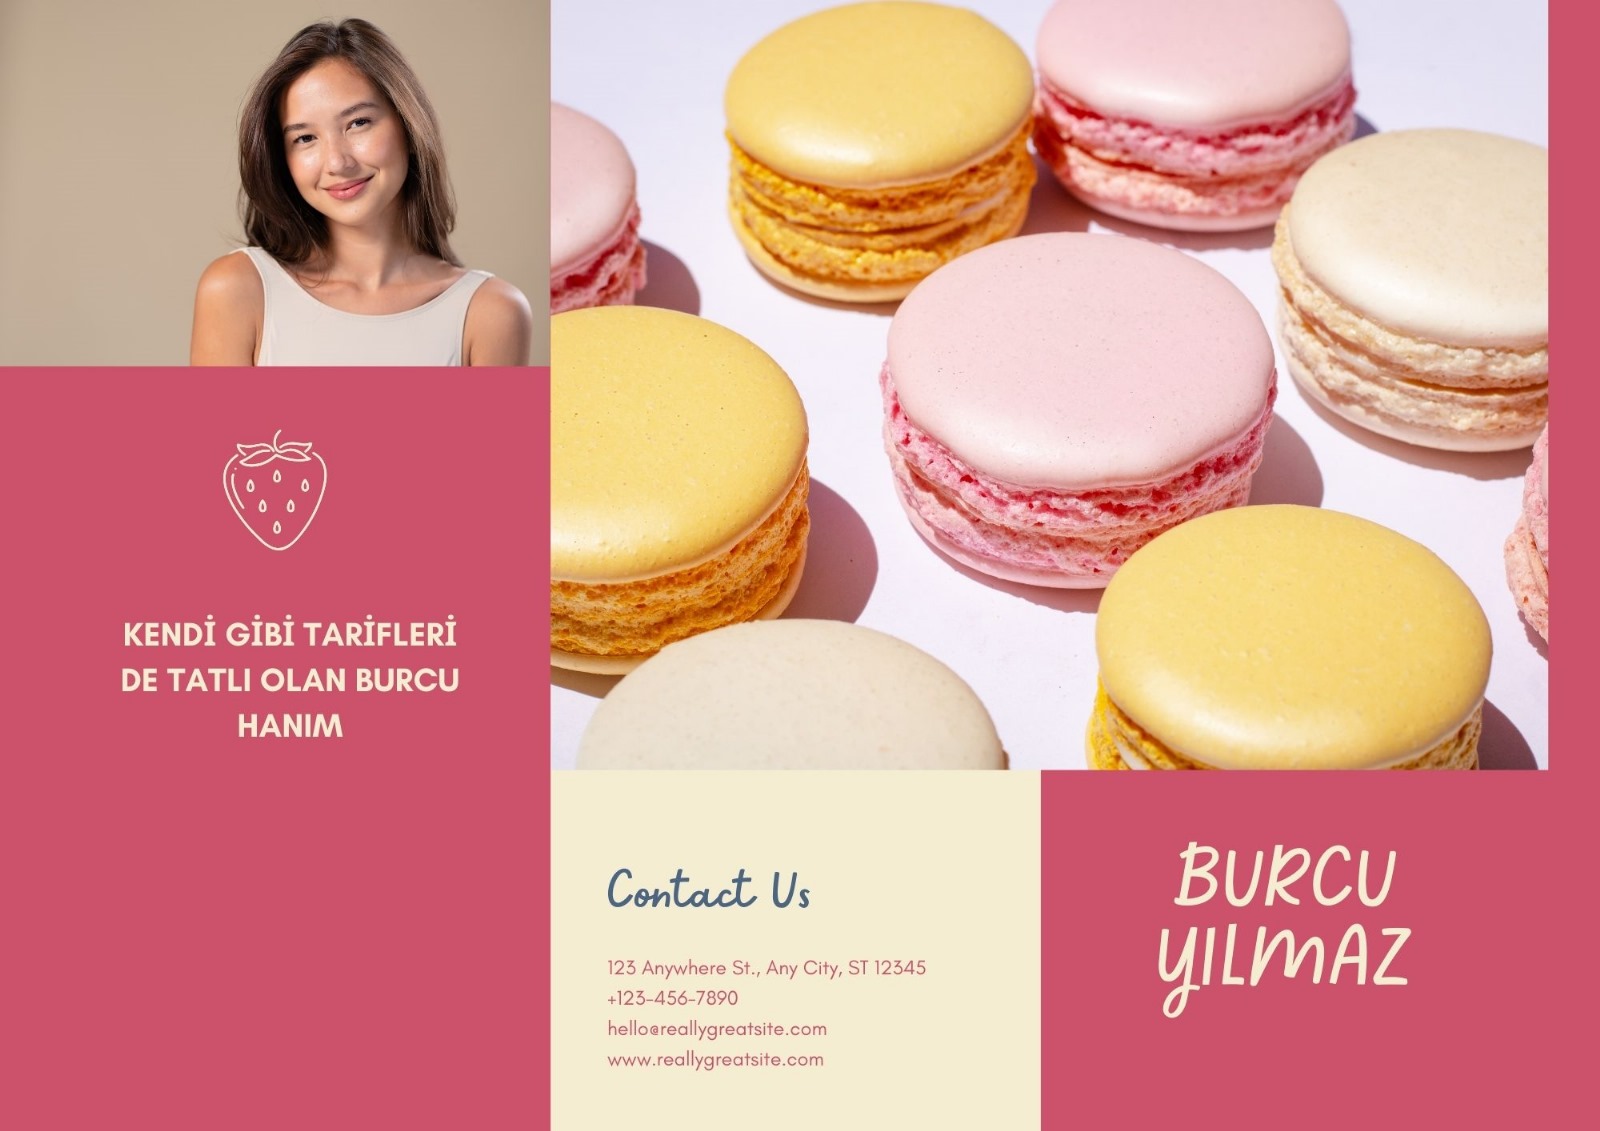 KENDİ GİBİ TARİFLERİ
DE TATLI OLAN BURCU
HANIM
Contact Us
123 Anywhere St., Any City, ST 12345
+123-456-7890
hello@reallygreatsite.com
www.reallygreatsite.com
BURCU
YILMAZ